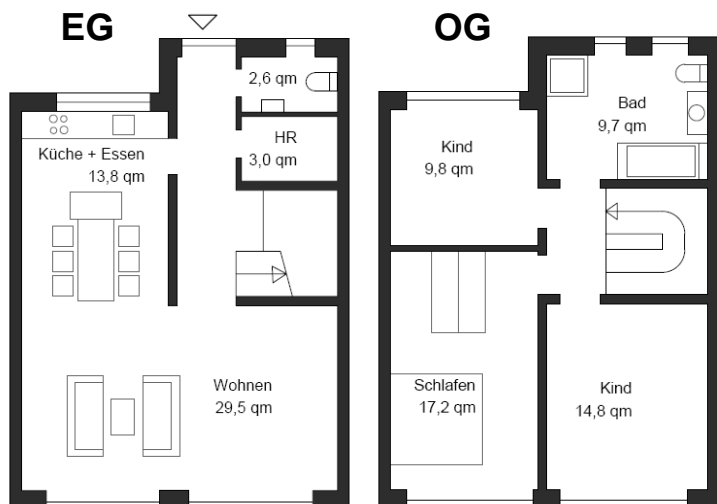 EG
2,6 qm
HR
3,0 qm
Küche + Essen
13,8 qm
Wohnen
29,5 qm
OG
Bad
9,7 qm
Kind
9,8 qm
Schlafen
17,2 qm
Kind
14,8 qm